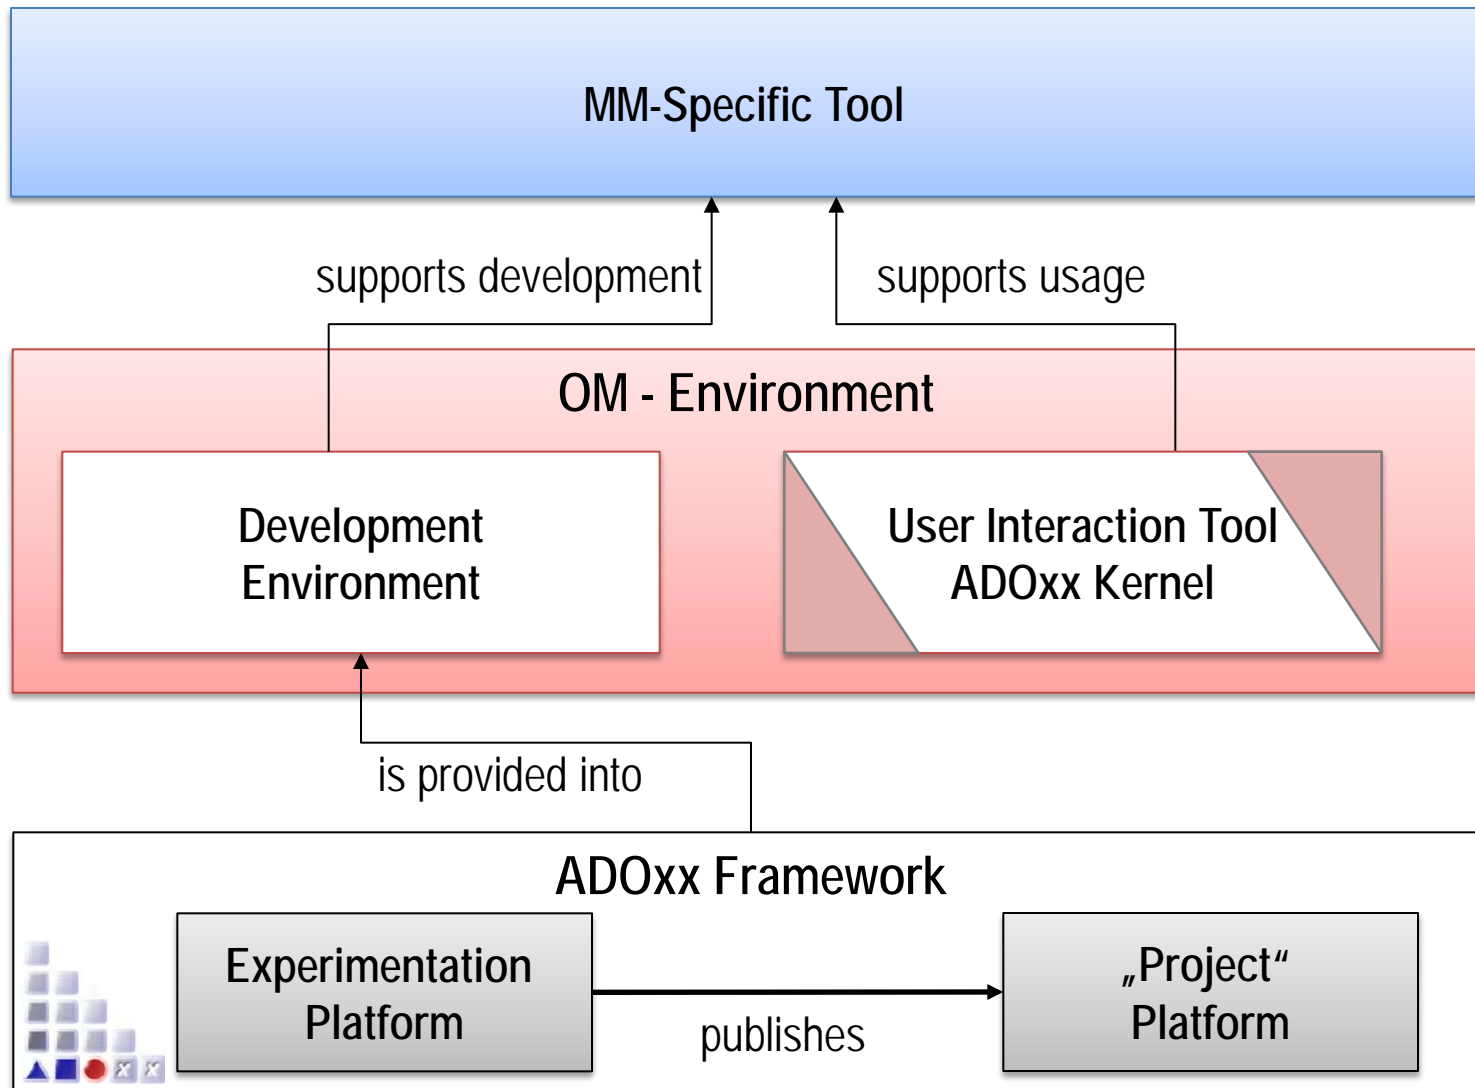 MM-Specific Tool
supports development
supports usage
OM - Environment
Development
Environment
User Interaction Tool
ADOxx Kernel
is provided into
ADOxx Framework
Experimentation
Platform
publishes
„Project“
Platform
X X